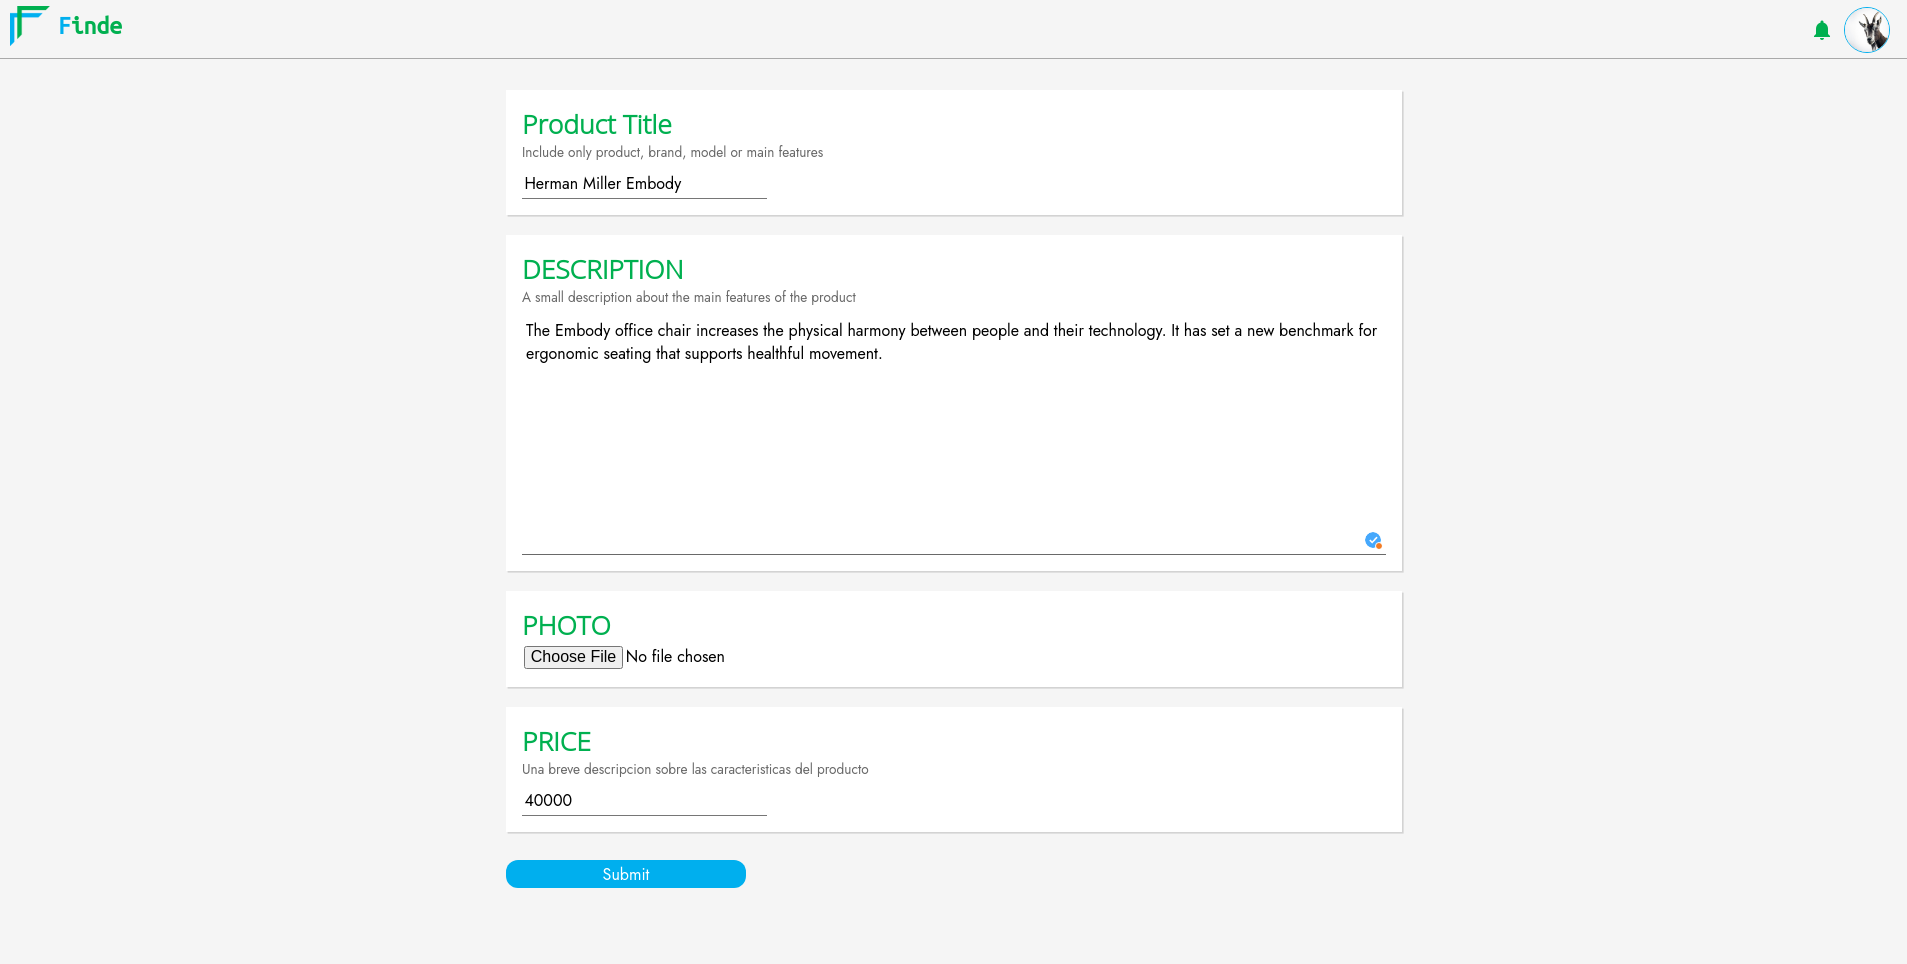 Finde
Product Title
Include only product, brand, model or main features
Herman Miller Embody
DESCRIPTION
A small description about the main features of the product
The Embody office chair increases the physical harmony between people and their technology. It has set a new benchmark for
ergonomic seating that supports healthful movement.
PHOTO
Choose File No file chosen
PRICE
Una breve descripcion sobre las caracteristicas del producto
40000
Submit